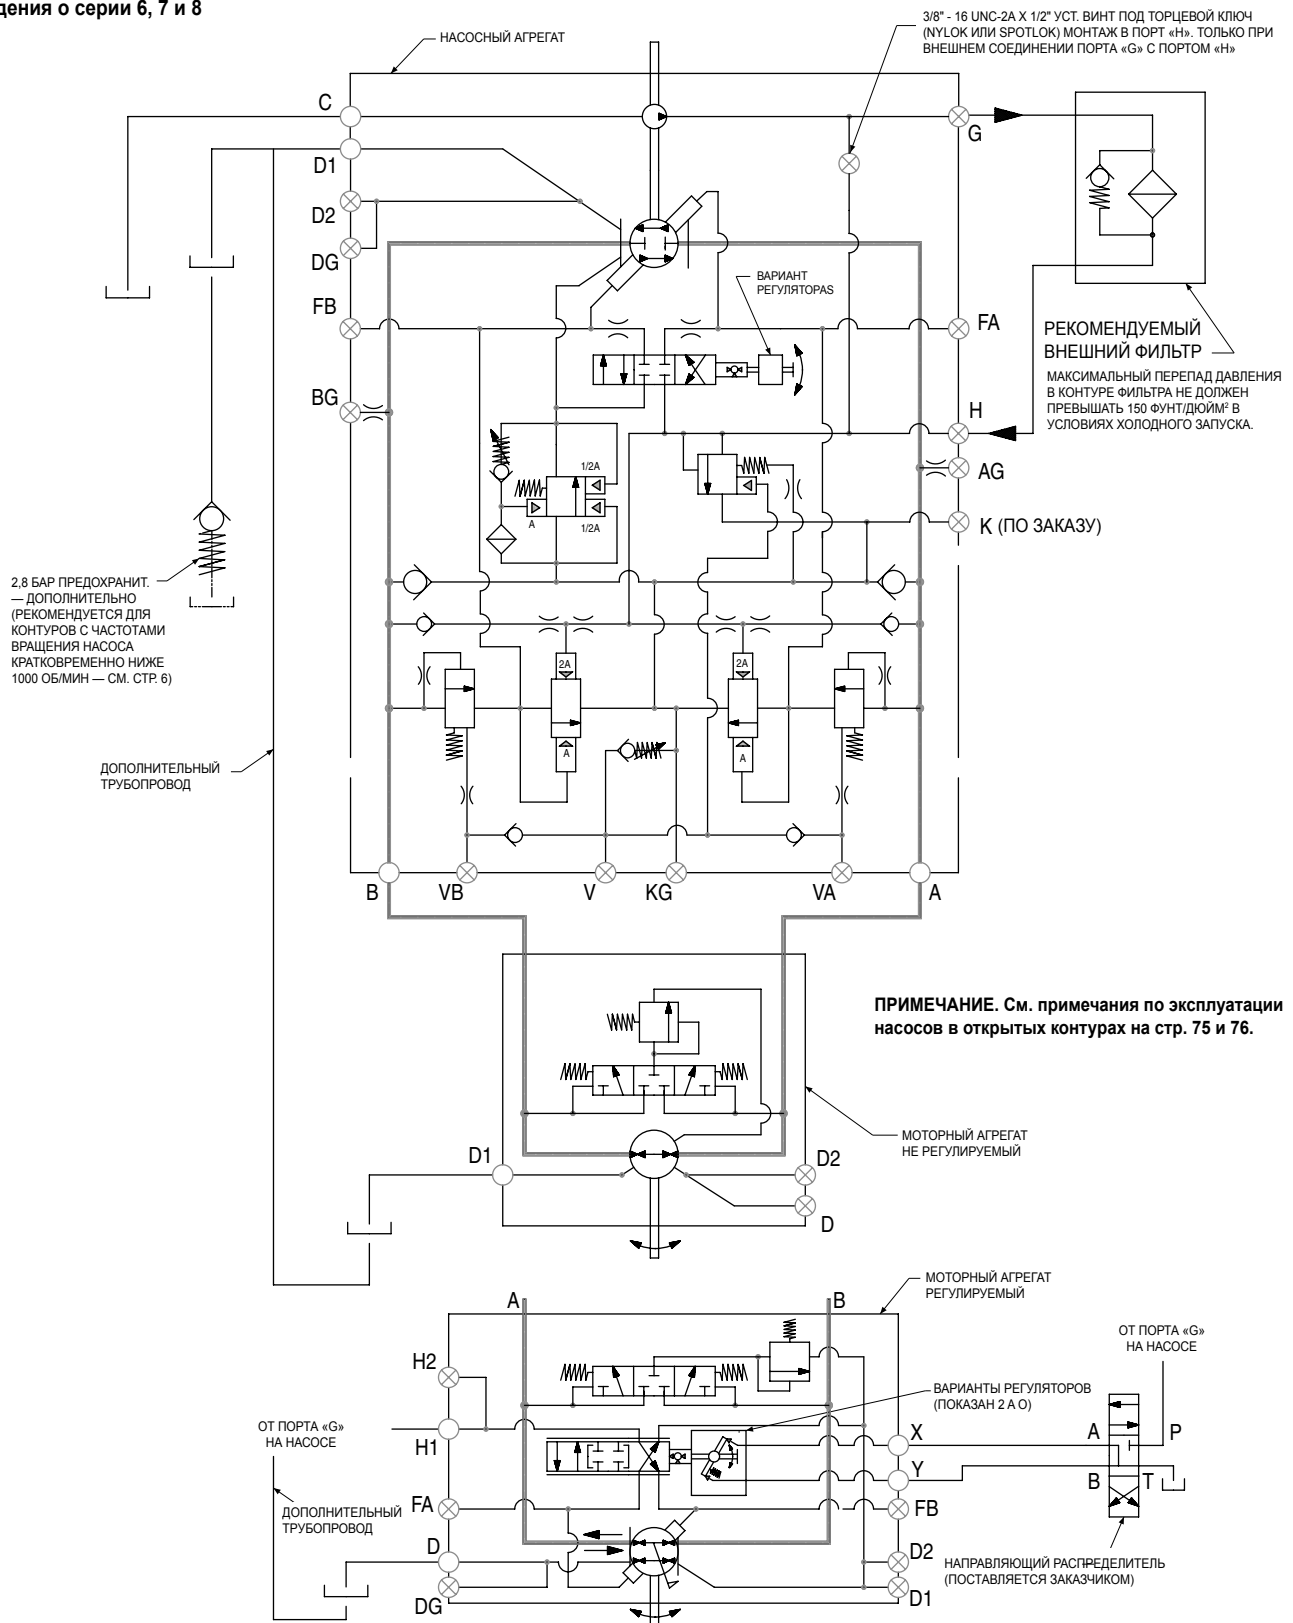 дения о серии 6, 7 и 8
3/8" - 16 UNC-2A X 1/2" УСТ. ВИНТ ПОД ТОРЦЕВОЙ КЛЮЧ
(NYLOK ИЛИ SPOTLOK) МОНТАЖ В ПОРТ «H». ТОЛЬКО ПРИ
ВНЕШНЕМ СОЕДИНЕНИИ ПОРТА «G» С ПОРТОМ «H»
НАСОСНЫЙ АГРЕГАТ
C
G
D1
D2
DG
ВАРИАНТ
РЕГУЛЯТОРАS
FB
FA
РЕКОМЕНДУЕМЫЙ
ВНЕШНИЙ ФИЛЬТР
МАКСИМАЛЬНЫЙ ПЕРЕПАД ДАВЛЕНИЯ
В КОНТУРЕ ФИЛЬТРА НЕ ДОЛЖЕН
ПРЕВЫШАТЬ 150 ФУНТ/ДЮЙМ² В
УСЛОВИЯХ ХОЛОДНОГО ЗАПУСКА.
BG
H
AG
1/2A
A
1/2A
K (ПО ЗАКАЗУ)
2,8 БАР ПРЕДОХРАНИТ.
— ДОПОЛНИТЕЛЬНО
(РЕКОМЕНДУЕТСЯ ДЛЯ
КОНТУРОВ С ЧАСТОТАМИ
ВРАЩЕНИЯ НАСОСА
КРАТКОВРЕМЕННО НИЖЕ
1000 ОБ/МИН — СМ. СТР. 6)
2A
2A
A
A
ДОПОЛНИТЕЛЬНЫЙ
ТРУБОПРОВОД
B
VB
V
KG
VA
A
ПРИМЕЧАНИЕ. См. примечания по эксплуатации
насосов в открытых контурах на стр. 75 и 76.
МОТОРНЫЙ АГРЕГАТ
НЕ РЕГУЛИРУЕМЫЙ
D1
D2
D
МОТОРНЫЙ АГРЕГАТ
РЕГУЛИРУЕМЫЙ
A
B
ОТ ПОРТА «G»
НА НАСОСЕ
H2
ВАРИАНТЫ РЕГУЛЯТОРОВ
(ПОКАЗАН 2 A O)
ОТ ПОРТА «G»
НА НАСОСЕ
H1
X
A
P
Y
B
T
FA
FB
ДОПОЛНИТЕЛЬНЫЙ
ТРУБОПРОВОД
D
D2
НАПРАВЛЯЮЩИЙ РАСПРЕДЕЛИТЕЛЬ
(ПОСТАВЛЯЕТСЯ ЗАКАЗЧИКОМ)
DG
D1